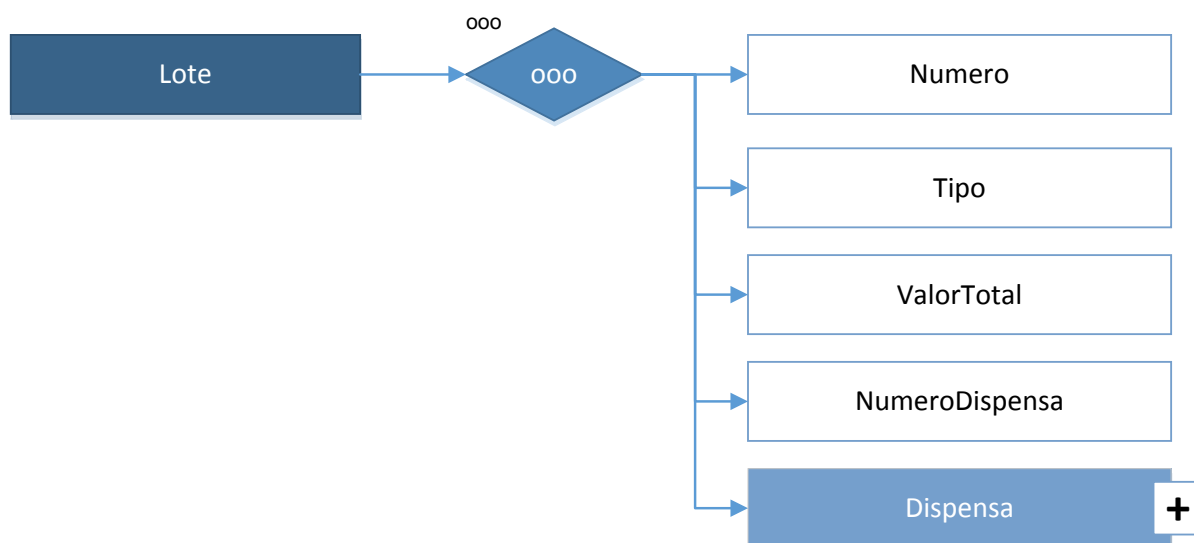 ooo
Lote
ooo
Numero
Tipo
ValorTotal
NumeroDispensa
Dispensa
+